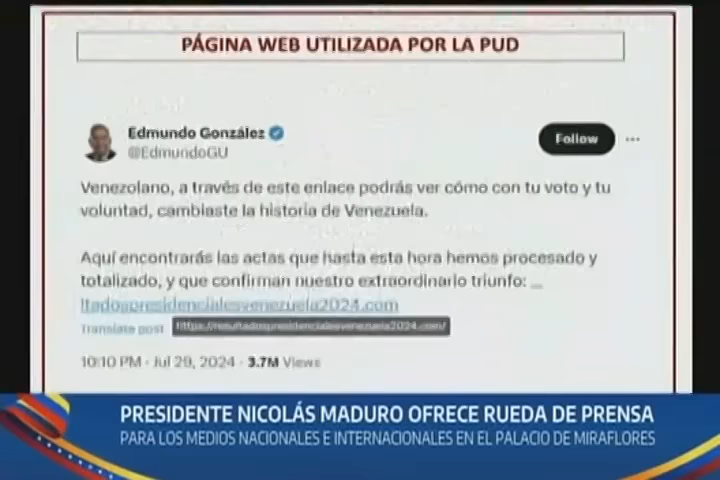 PÁGINA WEB UTILIZADA POR LA PUD
Edmundo González
@EdmundoGU
Follow
Venezolano, a través de este enlace podrás ver cómo con tu voto y tu
voluntad, cambiaste la historia de Venezuela.
Aquí encontrarás las actas que hasta esta hora hemos procesado y
totalizado, y que confirman nuestro extraordinario triunfo: ...
ltadospresidencialesvenezuela2024.com
Translate post
https://resultadospresidencialesvenezuela2024.com/
10:10 PM · Jul 29, 2024 · 3.7M Views
PRESIDENTE NICOLÁS MADURO OFRECE RUEDA DE PRENSA
PARA LOS MEDIOS NACIONALES E INTERNACIONALES EN EL PALACIO DE MIRAFLORES